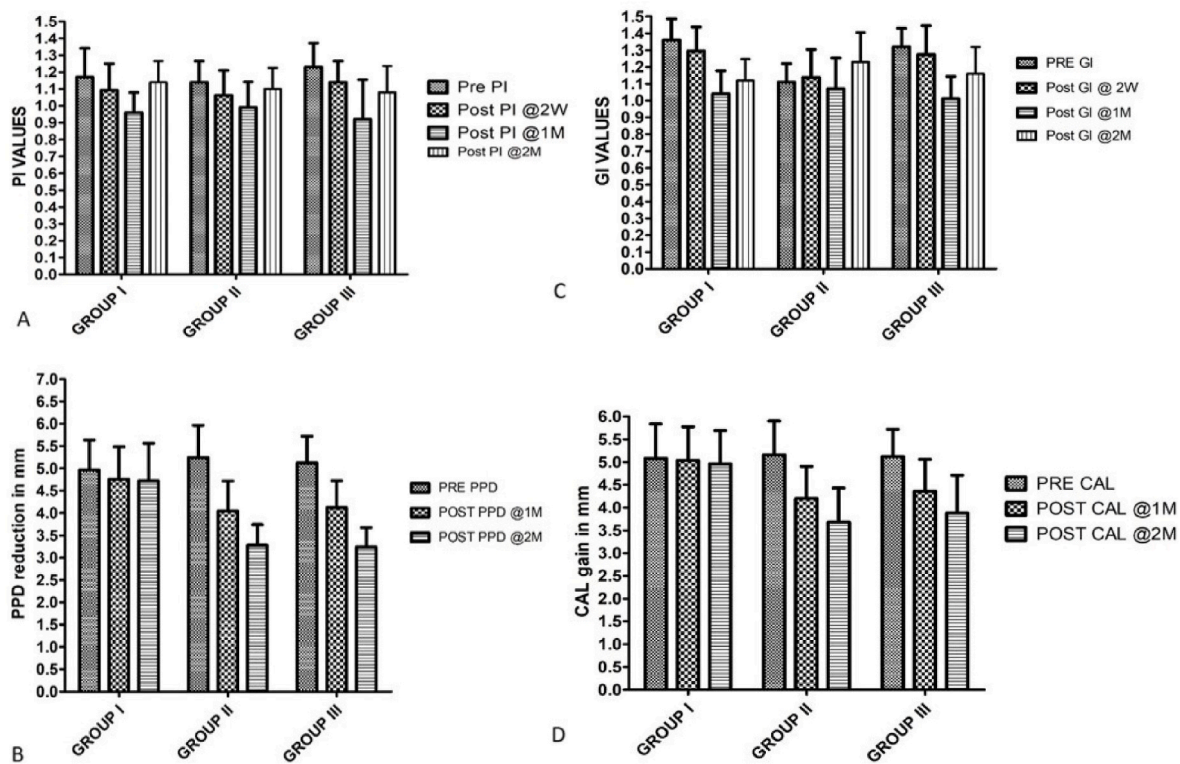 1.5
1.4
1.3
1.2
1.1
1.0
0.9
0.8
0.7
0.6
0.5
0.4
0.3
0.2
0.1
0.0
PI VALUES
GROUP I
GROUP II
GROUP III
Pre PI
Post PI @2W
Post PI @1M
Post PI @2M
A
1.5
1.4
1.3
1.2
1.1
1.0
0.9
0.8
0.7
0.6
0.5
0.4
0.3
0.2
0.1
0.0
GI VALUES
GROUP I
GROUP II
GROUP III
PRE GI
Post GI @ 2W
Post GI @1M
Post GI @2M
C
7.0
6.5
6.0
5.5
5.0
4.5
4.0
3.5
3.0
2.5
2.0
1.5
1.0
0.5
0.0
PPD reduction in mm
GROUP I
GROUP II
GROUP III
PRE PPD
POST PPD @1M
POST PPD @2M
B
6.0
5.5
5.0
4.5
4.0
3.5
3.0
2.5
2.0
1.5
1.0
0.5
0.0
CAL gain in mm
GROUP I
GROUP II
GROUP III
PRE CAL
POST CAL @1M
POST CAL @2M
D